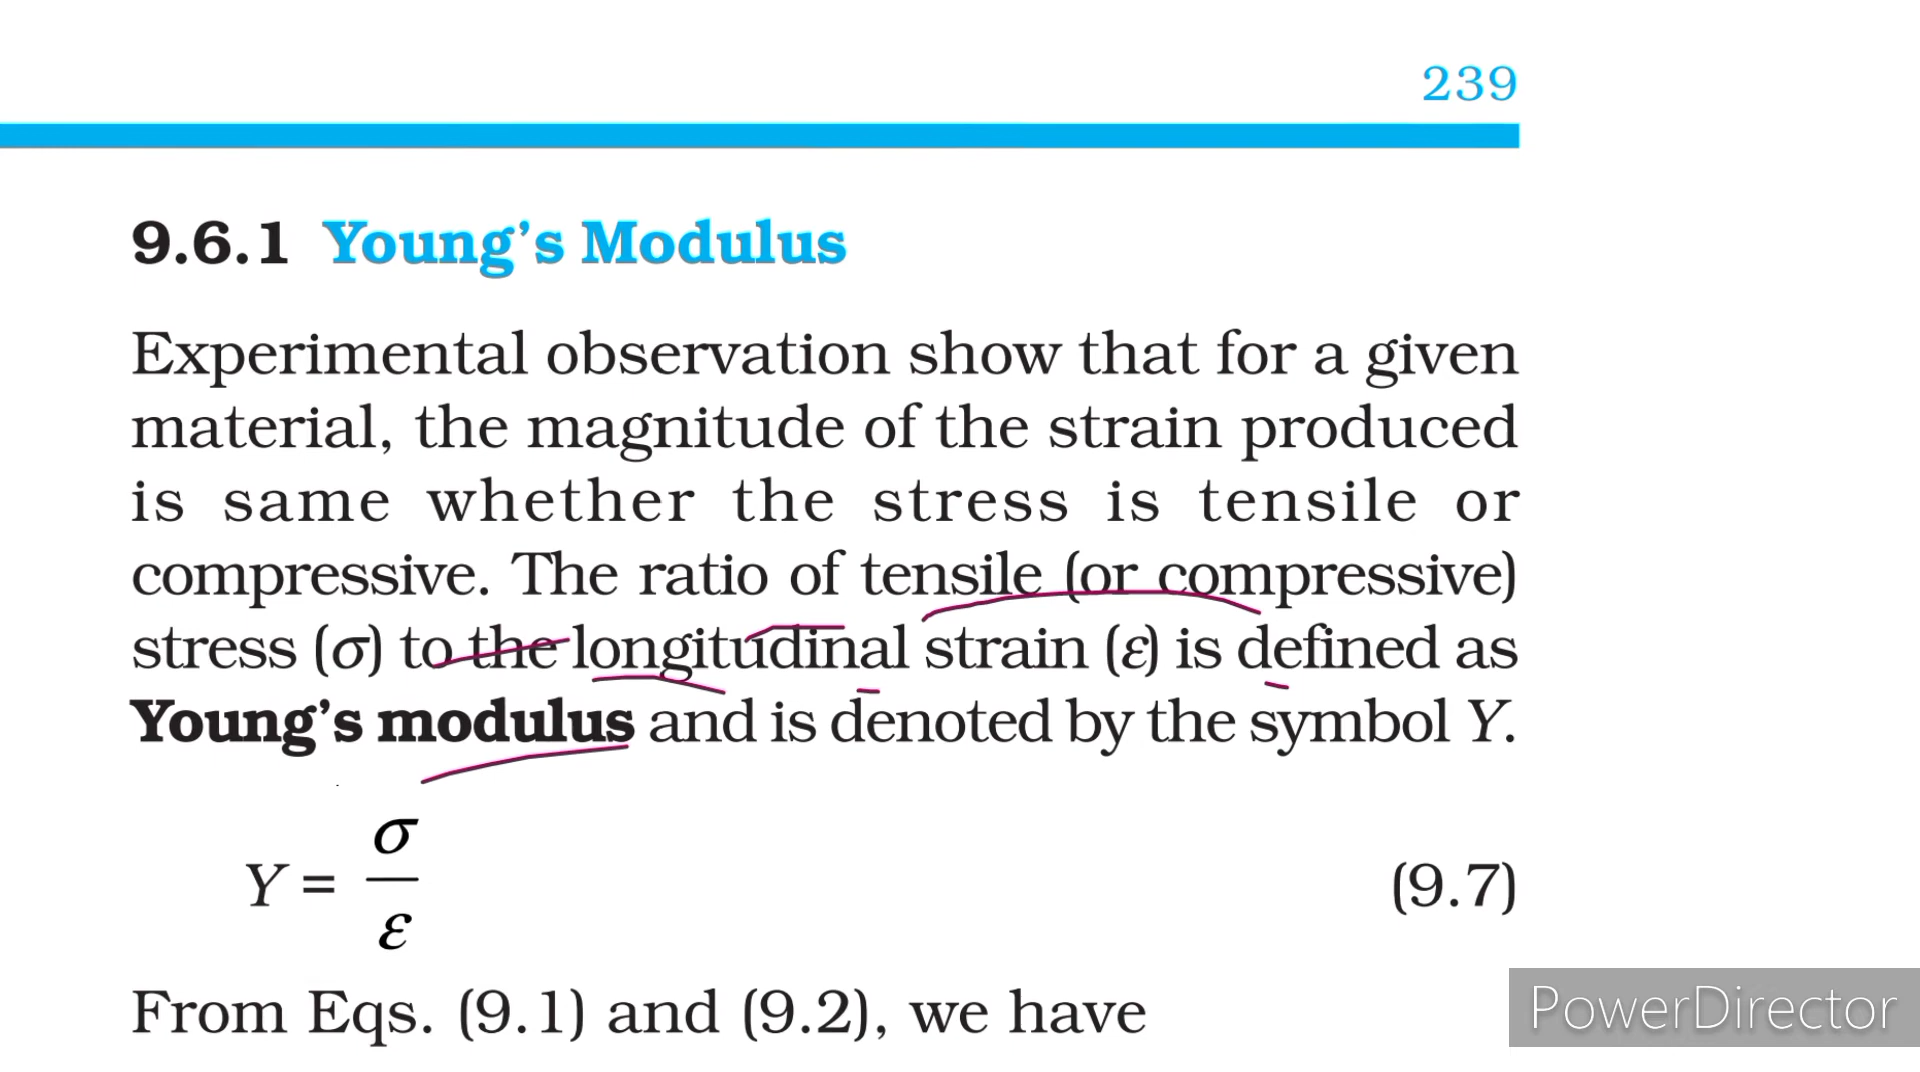 239
9.6.1 Young’s Modulus
Experimental observation show that for a given
material, the magnitude of the strain produced
is same whether the stress is tensile or
compressive. The ratio of tensile (or compressive)
stress (σ) to the longitudinal strain (ε) is defined as
Young’s modulus and is denoted by the symbol Y.
Y = σ/ε (9.7)
From Eqs. (9.1) and (9.2), we have
PowerDirector